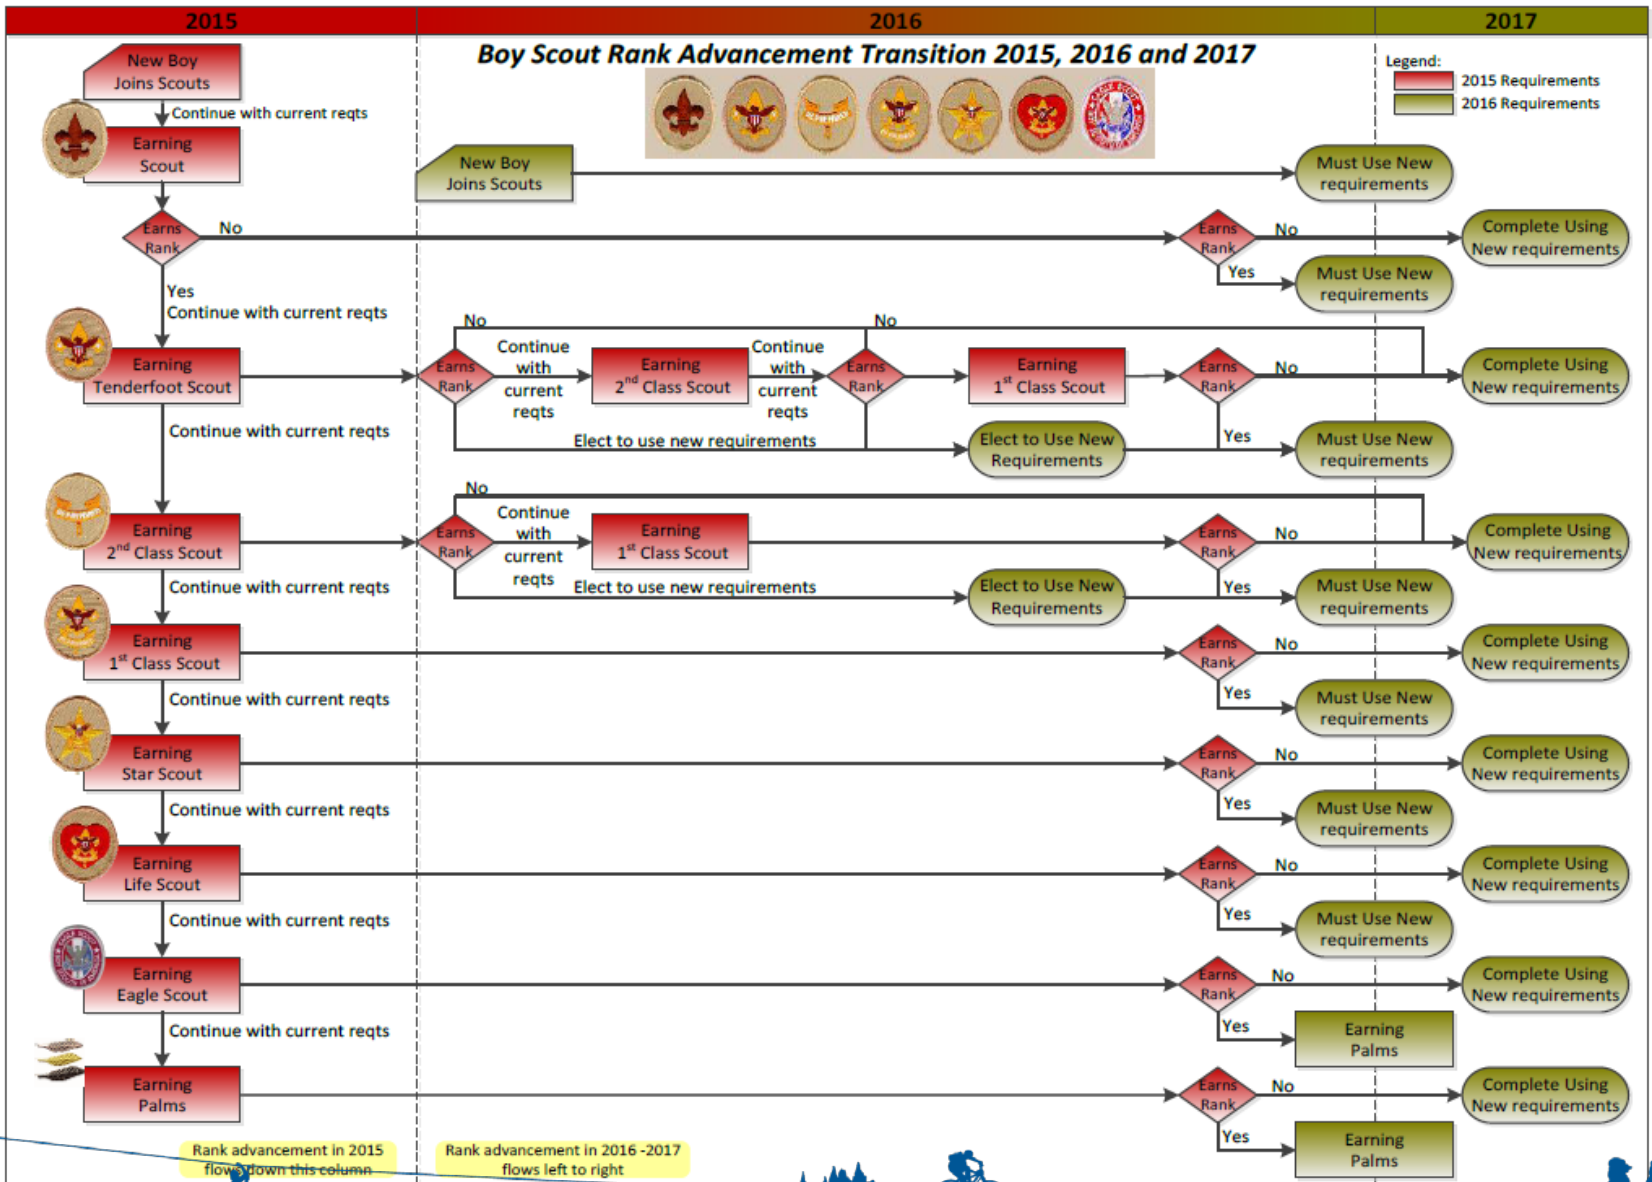 2015
2016
2017
Boy Scout Rank Advancement Transition 2015, 2016 and 2017
Legend:
2015 Requirements
2016 Requirements
New Boy
Joins Scouts
Continue with current reqts
Earning
Scout
New Boy
Joins Scouts
Must Use New
requirements
Earns
Rank
No
Earns
Rank
No
Complete Using
New requirements
Yes
Must Use New
requirements
Yes
Continue with current reqts
Earning
Tenderfoot Scout
No
Earns
Rank
Continue
with
current
reqts
Earning
2nd Class Scout
Continue
with
current
reqts
No
Earns
Rank
Earning
1st Class Scout
Earns
Rank
No
Complete Using
New requirements
Elect to use new requirements
Elect to Use New
Requirements
Yes
Must Use New
requirements
Continue with current reqts
Earning
2nd Class Scout
No
Earns
Rank
Continue
with
current
reqts
Earning
1st Class Scout
Earns
Rank
No
Complete Using
New requirements
Elect to use new requirements
Elect to Use New
Requirements
Yes
Must Use New
requirements
Continue with current reqts
Earning
1st Class Scout
Earns
Rank
No
Complete Using
New requirements
Yes
Must Use New
requirements
Continue with current reqts
Earning
Star Scout
Earns
Rank
No
Complete Using
New requirements
Yes
Must Use New
requirements
Continue with current reqts
Earning
Life Scout
Earns
Rank
No
Complete Using
New requirements
Yes
Must Use New
requirements
Continue with current reqts
Earning
Eagle Scout
Earns
Rank
No
Complete Using
New requirements
Yes
Earning
Palms
Continue with current reqts
Earning
Palms
Earns
Rank
No
Complete Using
New requirements
Yes
Earning
Palms
Rank advancement in 2015
flows down this column
Rank advancement in 2016 -2017
flows left to right